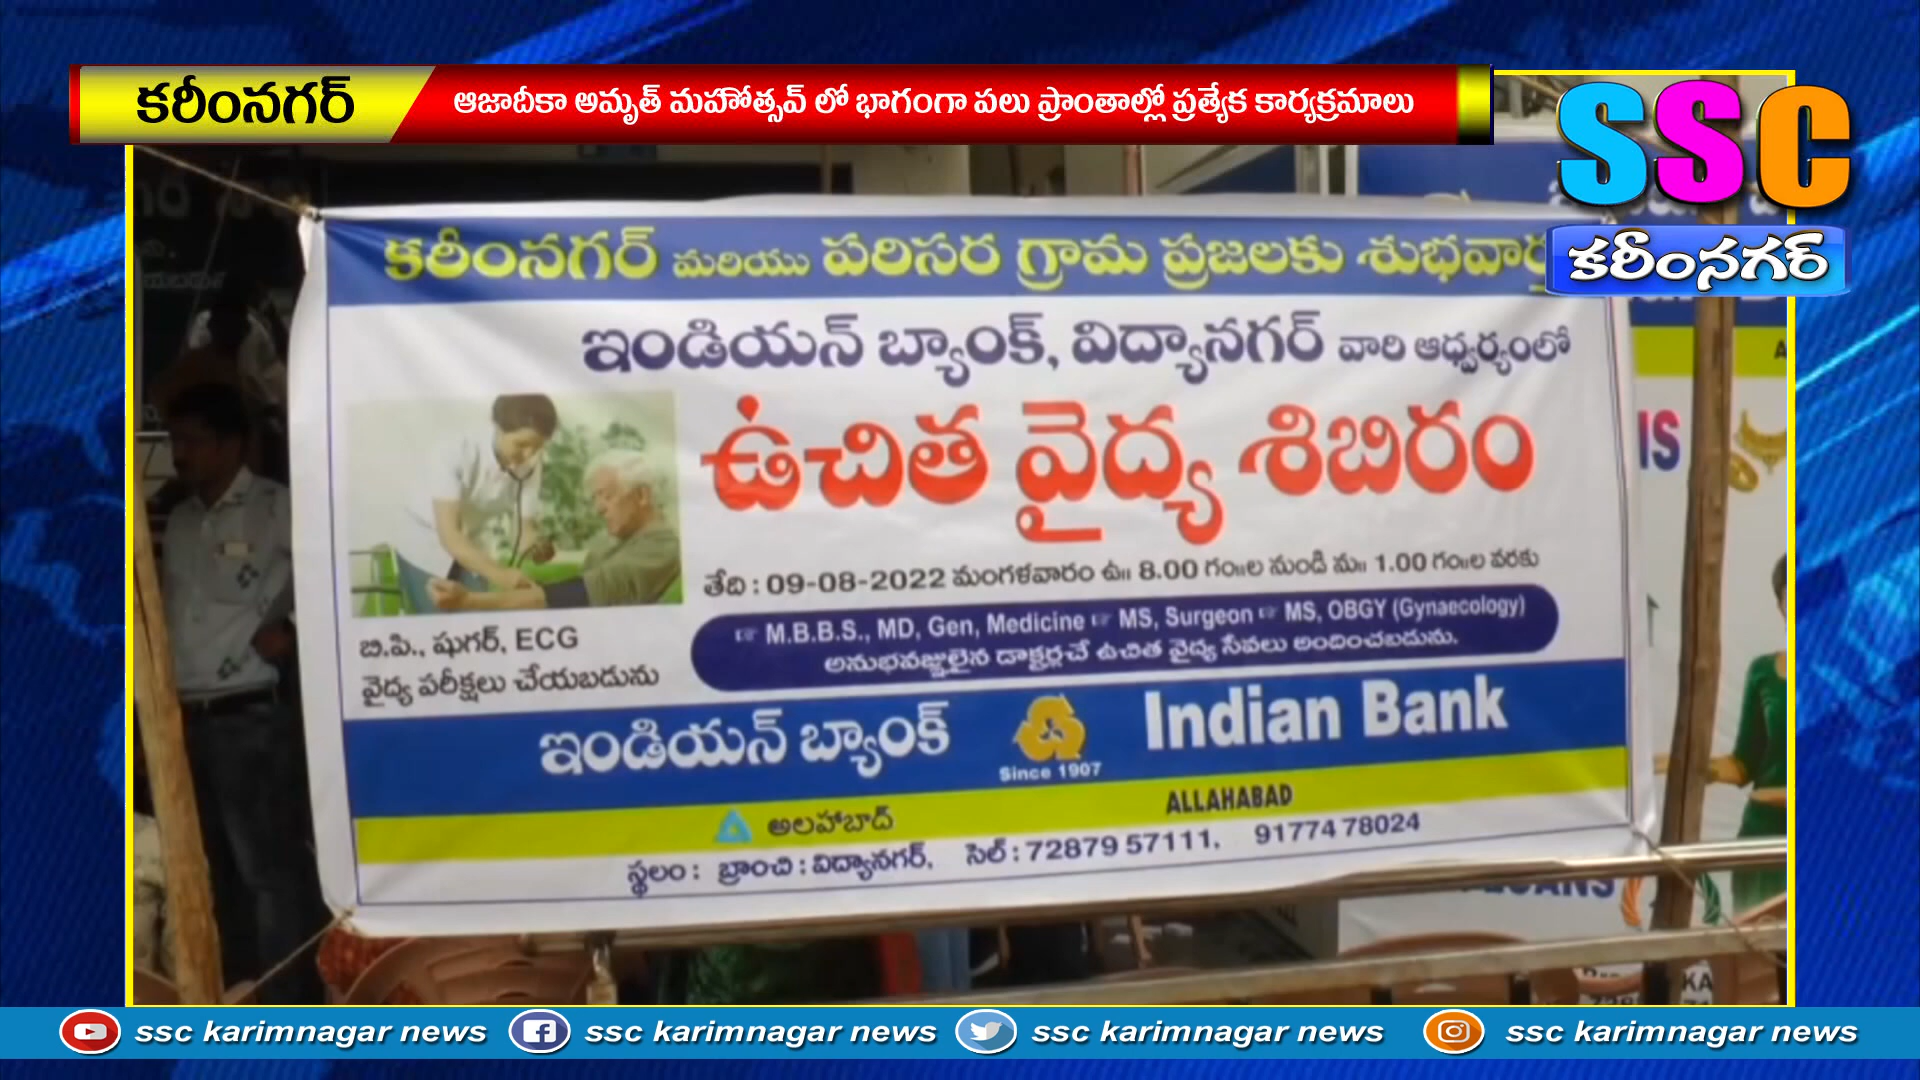 కరీంనగర్
ఆజాదీకా అమృత్ మహోత్సవ్ లో భాగంగా పలు ప్రాంతాల్లో ప్రత్యేక కార్యక్రమాలు
SSC
కరీంనగర్
కరీంనగర్ మరియు పరిసర గ్రామ ప్రజలకు
ఇండియన్ బ్యాంక్, విద్యానగర్ వారి ఆధ్వర్యంలో
ఉచిత వైద్య శిబిరం
తేది : 09-08-2022 మంగళవారం ఉ॥ 8.00 గం॥ల నుండి మ॥ 1.00 గం॥ల వరకు
☞ M.B.B.S., MD, Gen, Medicine ☞ MS, Surgeon ☞ MS, OBGY (Gynaecology)
అనుభవజ్ఞులైన డాక్టర్లచే ఉచిత వైద్య సేవలు అందించబడును.
బి.పి., షుగర్, ECG
వైద్య పరీక్షలు చేయబడును
ఇండియన్ బ్యాంక్ Indian Bank
Since 1907
అలహాబాద్ ALLAHABAD
స్థలం : బ్రాంచి : విద్యానగర్, సెల్ : 72879 57111, 91774 78024
KA
ssc karimnagar news ssc karimnagar news ssc karimnagar news ssc karimnagar news